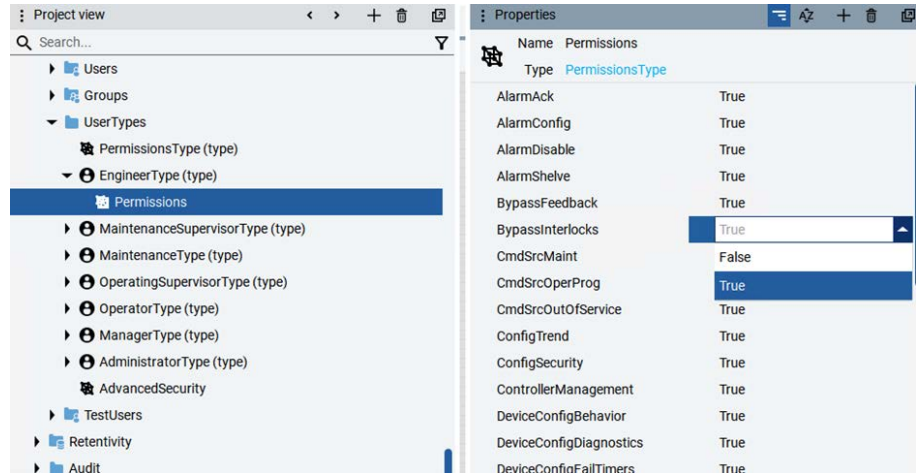 Project view
Search...
Users
Groups
UserTypes
PermissionsType (type)
EngineerType (type)
Permissions
MaintenanceSupervisorType (type)
MaintenanceType (type)
OperatingSupervisorType (type)
OperatorType (type)
ManagerType (type)
AdministratorType (type)
AdvancedSecurity
TestUsers
Retentivity
Audit
Properties
Name Permissions
Type PermissionsType
AlarmAck True
AlarmConfig True
AlarmDisable True
AlarmShelve True
BypassFeedback True
BypassInterlocks True
CmdSrcMaint False
CmdSrcOperProg True
CmdSrcOutOfService True
ConfigTrend True
ConfigSecurity True
ControllerManagement True
DeviceConfigBehavior True
DeviceConfigDiagnostics True
DeviceConfigFailTimers True